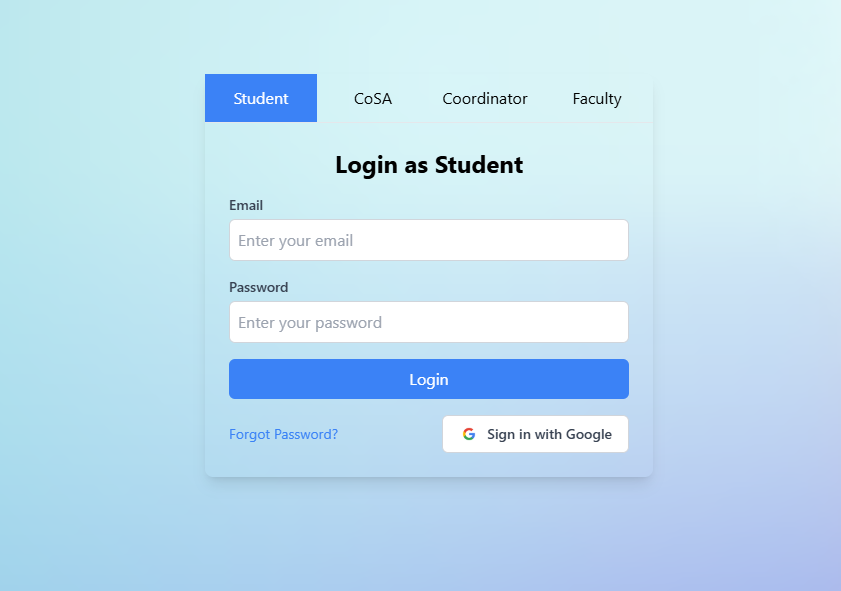 Student CoSA Coordinator Faculty
Login as Student
Email
Enter your email
Password
Enter your password
Login
Forgot Password? Sign in with Google